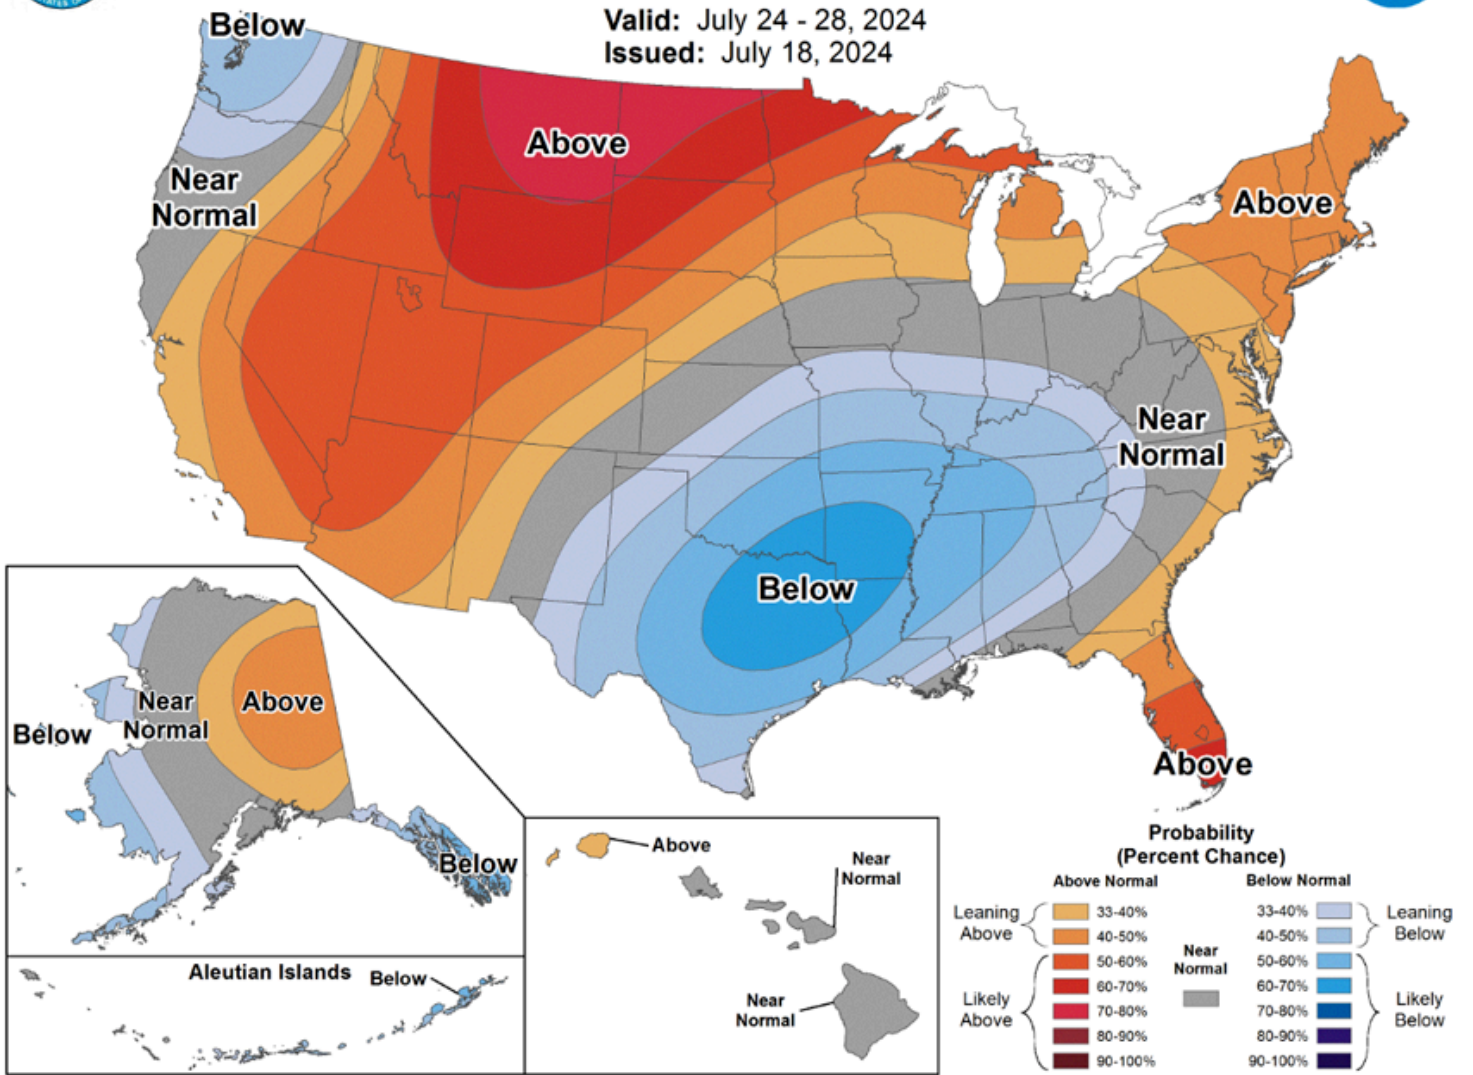 Valid: July 24 - 28, 2024
Issued: July 18, 2024
Below
Above
Near
Normal
Above
Near
Normal
Below
Above
Near
Normal
Above
Below
Below
Aleutian Islands
Below
Above
Near
Normal
Near
Normal
Probability
(Percent Chance)
Above Normal
Below Normal
Leaning
Above
33-40%
40-50%
Likely
Above
50-60%
60-70%
70-80%
80-90%
90-100%
Near
Normal
33-40%
40-50%
Leaning
Below
50-60%
60-70%
70-80%
80-90%
90-100%
Likely
Below